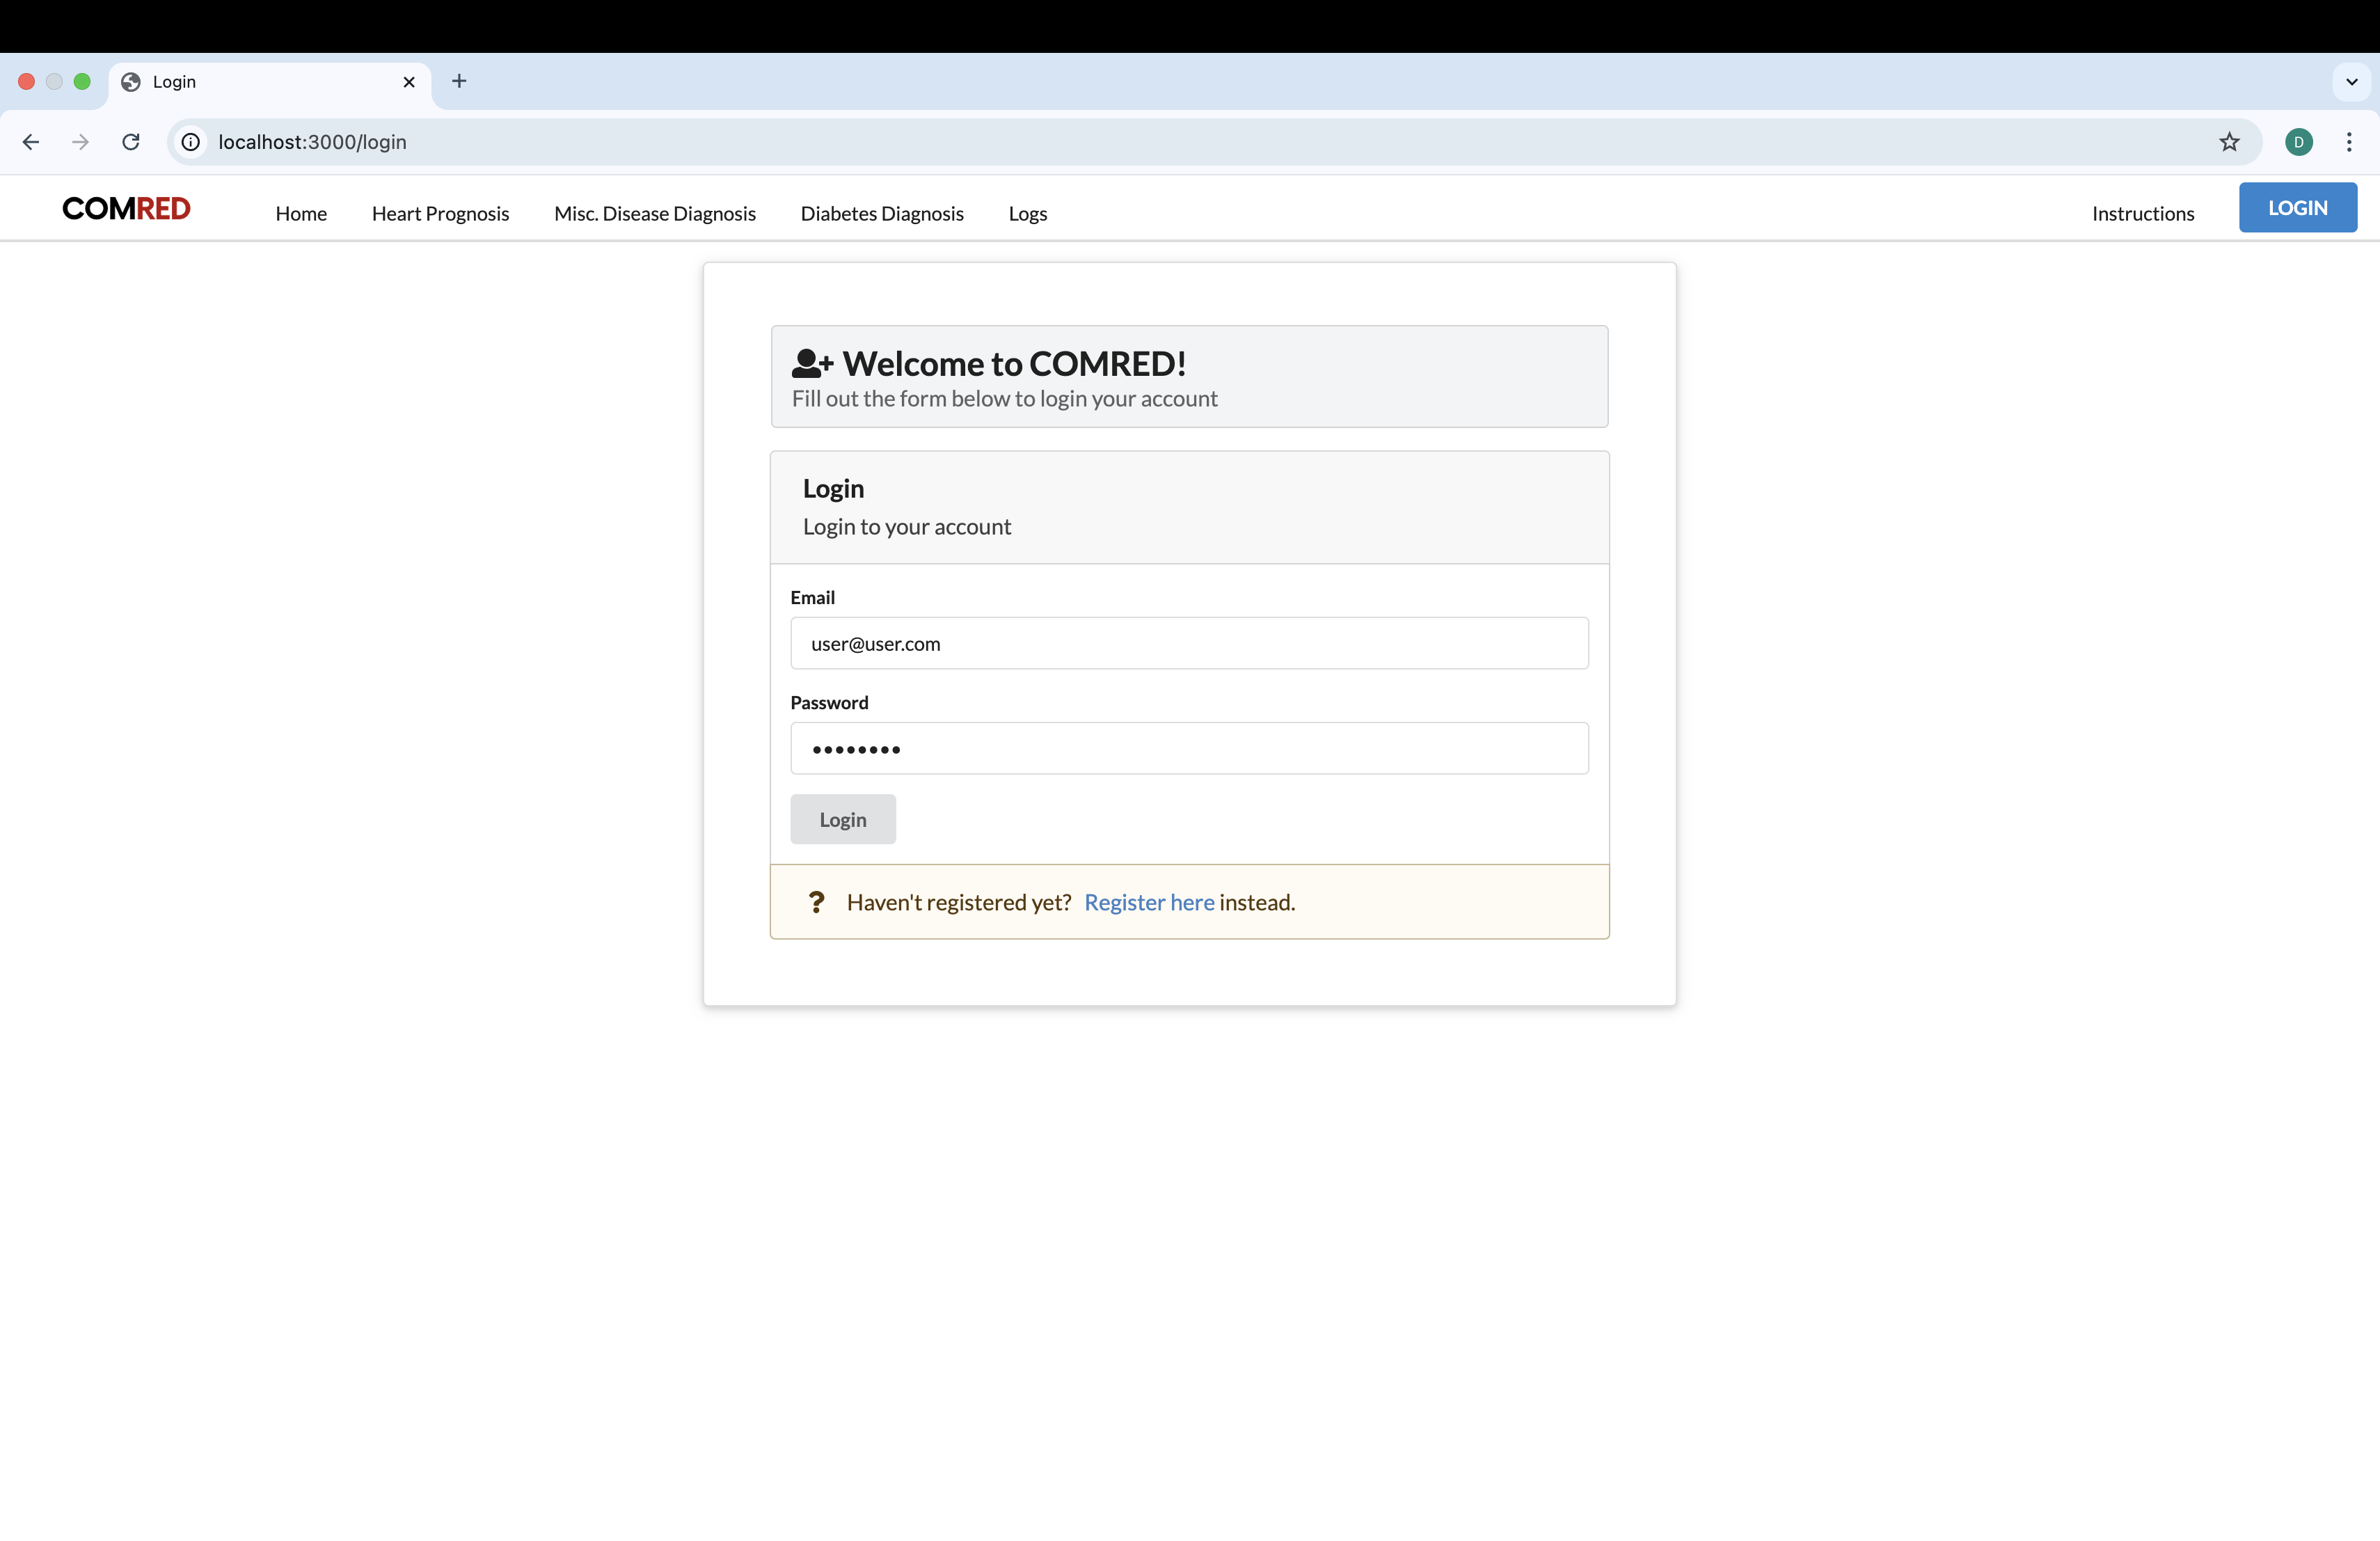 Login
localhost:3000/login
D
COMRED Home Heart Prognosis Misc. Disease Diagnosis Diabetes Diagnosis Logs Instructions LOGIN
Welcome to COMRED!
Fill out the form below to login your account
Login
Login to your account
Email
user@user.com
Password
••••••••
Login
? Haven't registered yet? Register here instead.